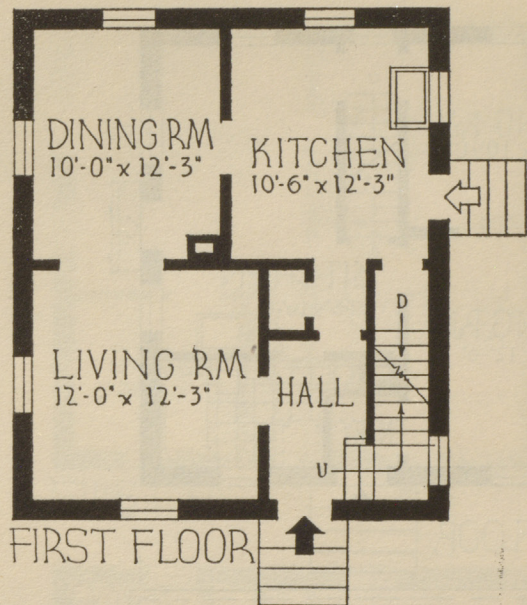 DINING RM
10'-0" x 12'-3"
KITCHEN
10'-6" x 12'-3"
D
LIVING RM
12'-0" x 12'-3"
HALL
U
FIRST FLOOR